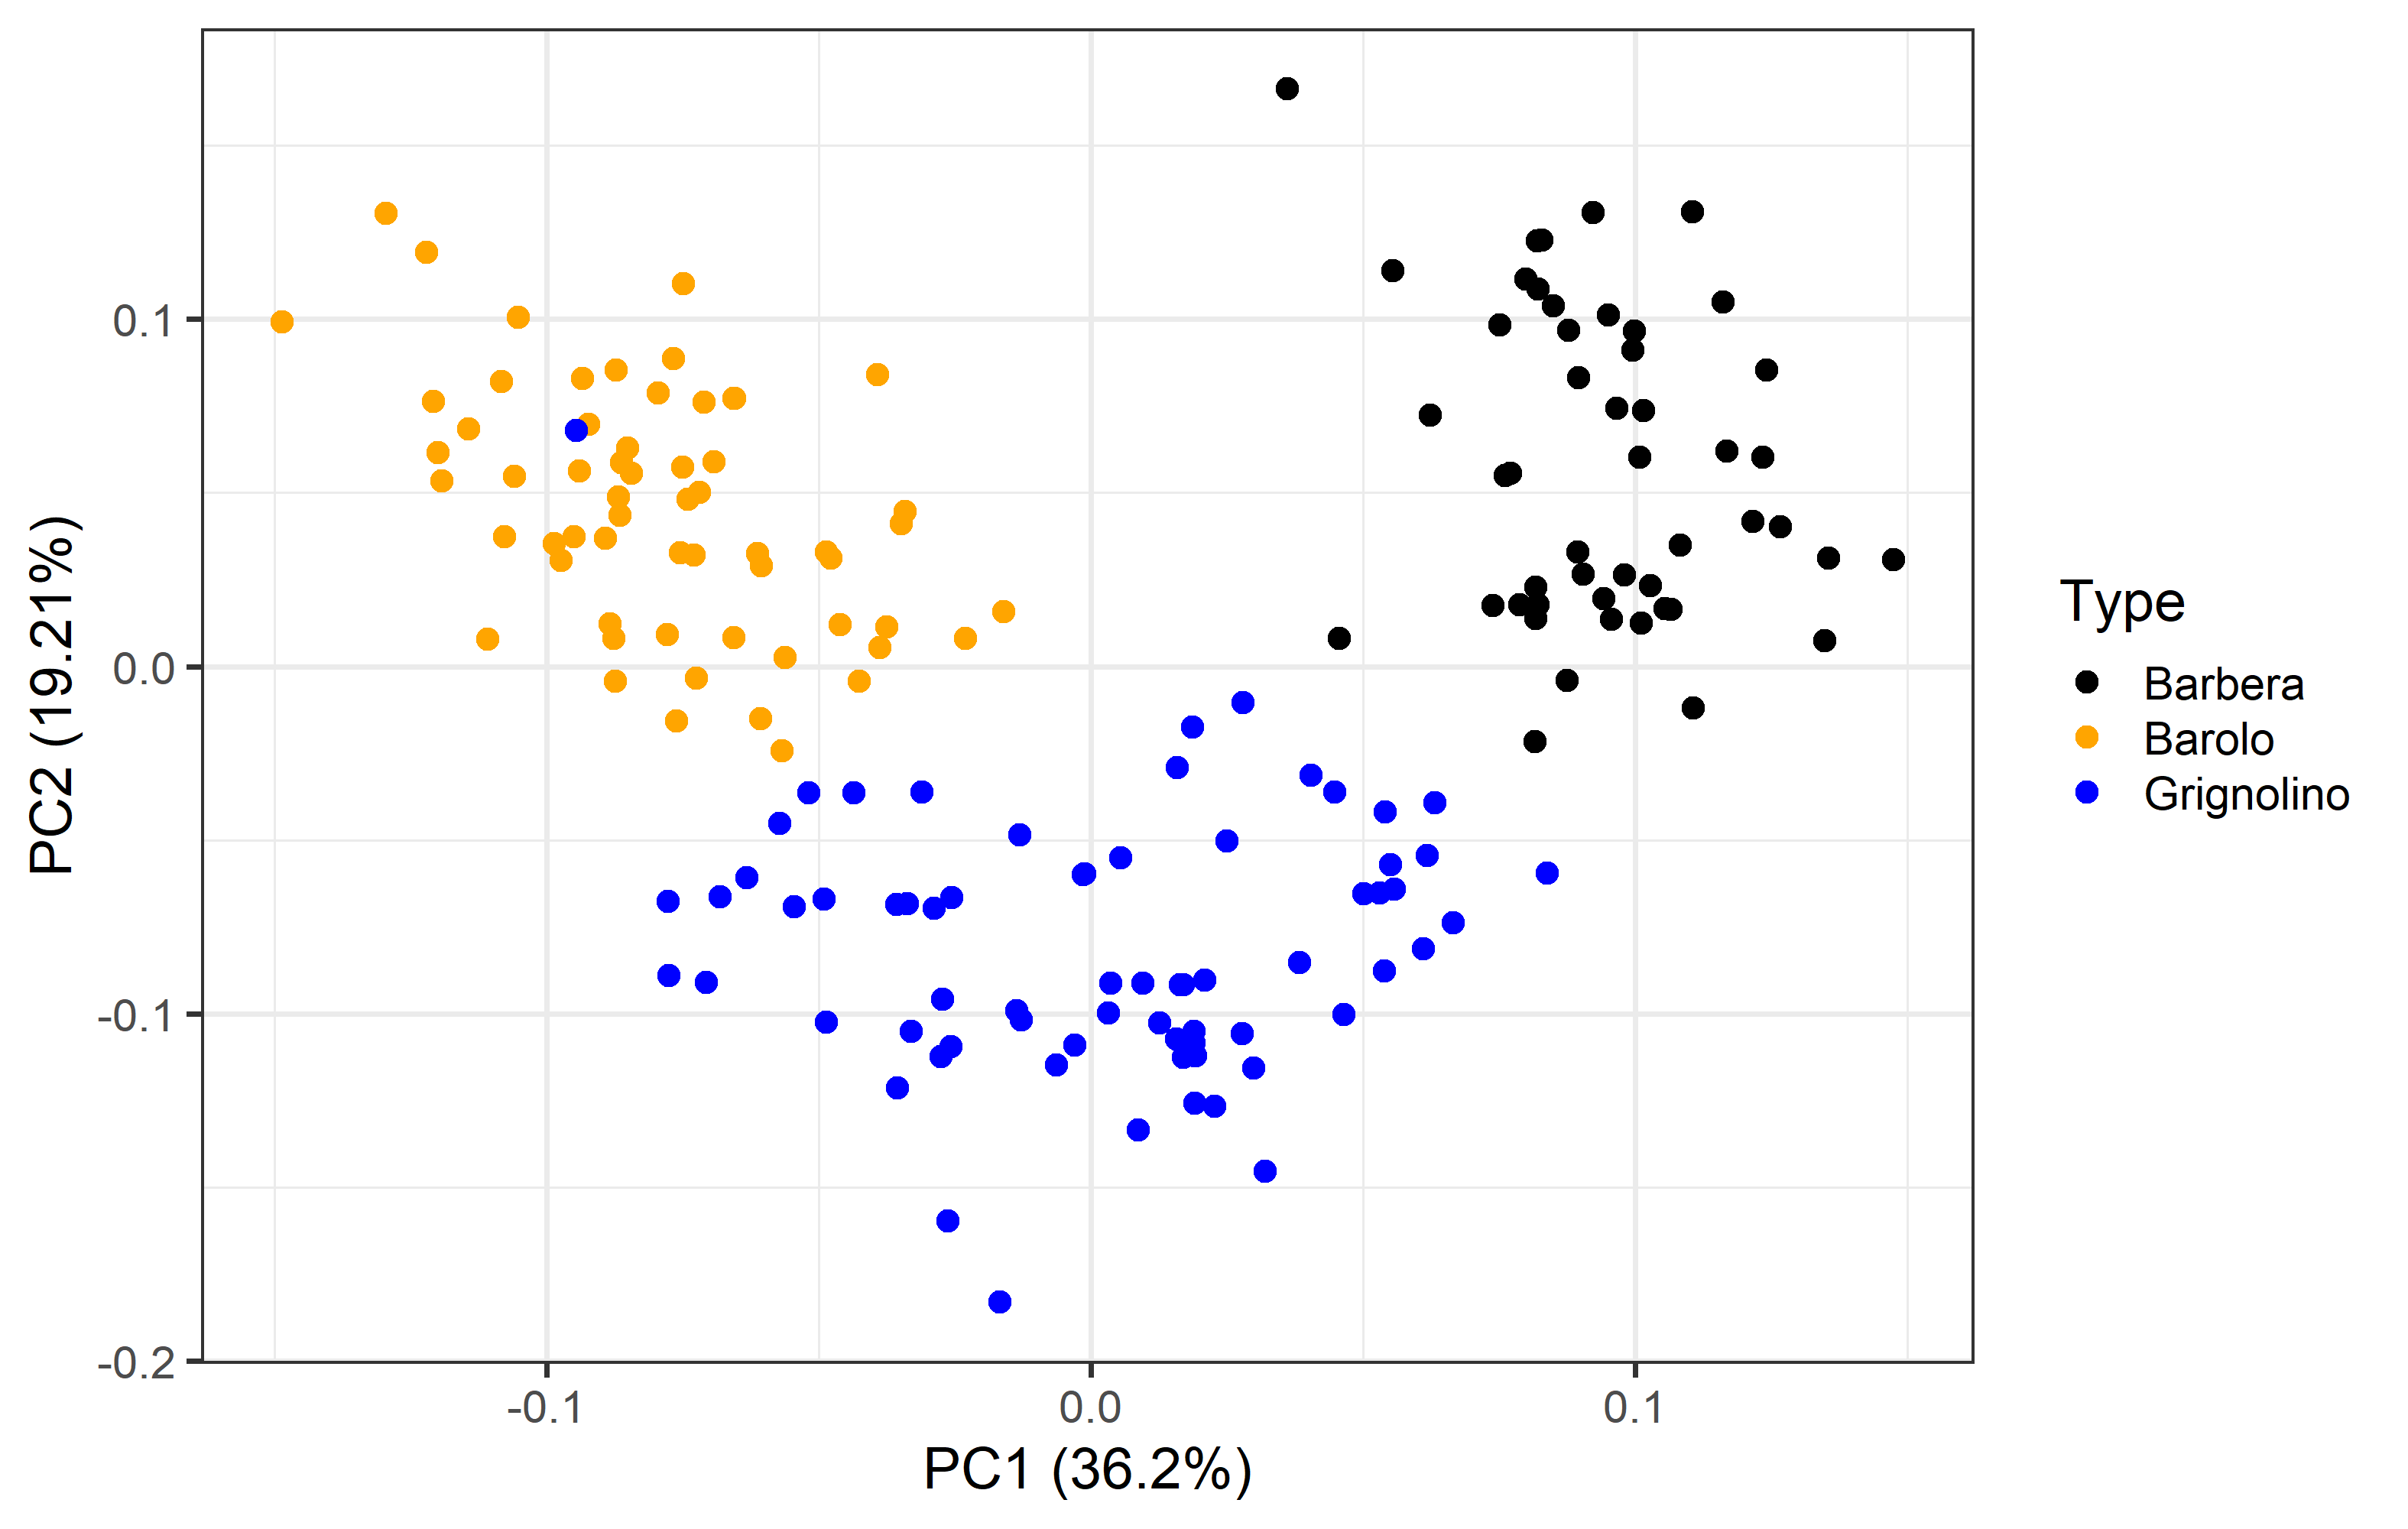 0.1
0.0
-0.1
-0.2
PC2 (19.21%)
-0.1
0.0
0.1
PC1 (36.2%)
Type
Barbera
Barolo
Grignolino